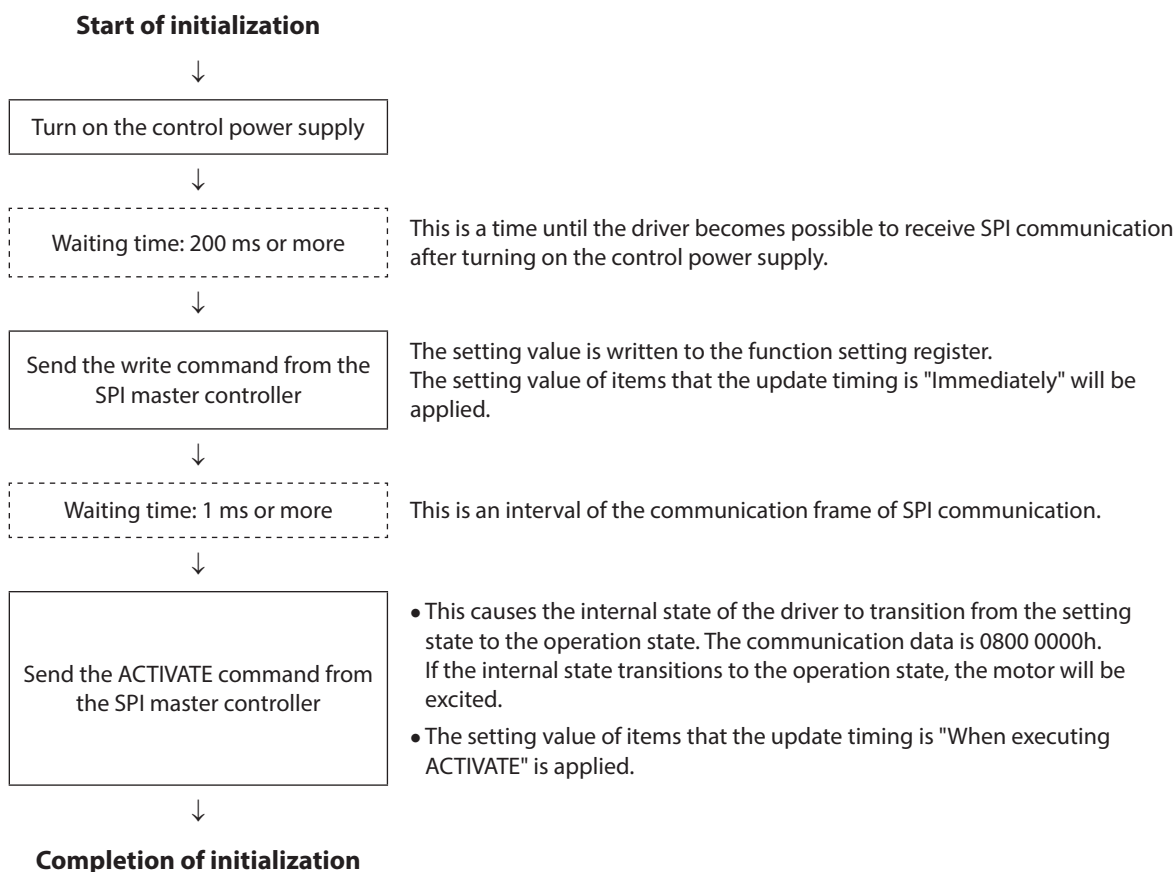 Start of initialization
↓
Turn on the control power supply
↓
Waiting time: 200 ms or more
This is a time until the driver becomes possible to receive SPI communication
after turning on the control power supply.
↓
Send the write command from the
SPI master controller
The setting value is written to the function setting register.
The setting value of items that the update timing is "Immediately" will be
applied.
↓
Waiting time: 1 ms or more
This is an interval of the communication frame of SPI communication.
↓
Send the ACTIVATE command from
the SPI master controller
• This causes the internal state of the driver to transition from the setting
state to the operation state. The communication data is 0800 0000h.
If the internal state transitions to the operation state, the motor will be
excited.
• The setting value of items that the update timing is "When executing
ACTIVATE" is applied.
↓
Completion of initialization